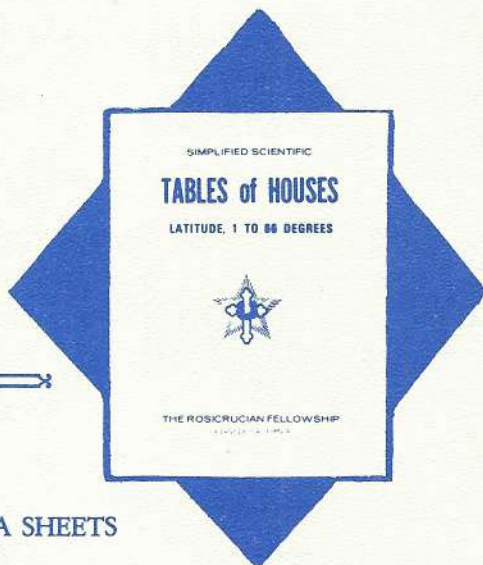 SIMPLIFIED SCIENTIFIC
TABLES of HOUSES
LATITUDE, 1 TO 66 DEGREES
THE ROSICRUCIAN FELLOWSHIP
A SHEETS